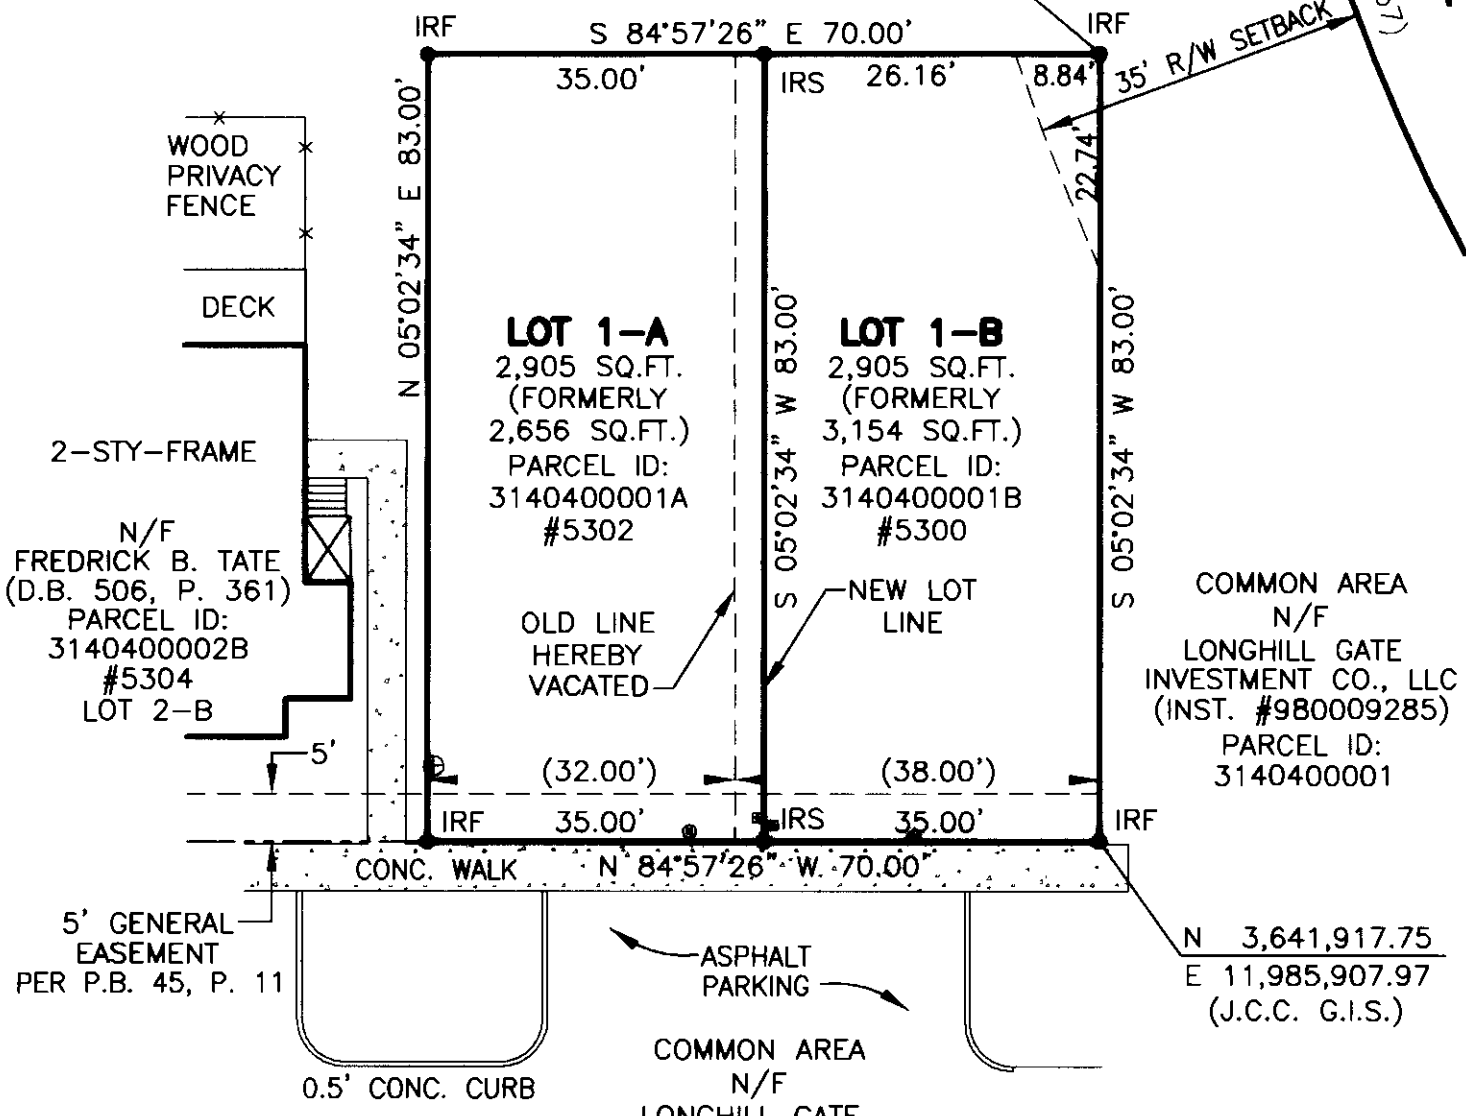 IRF
S 84°57'26" E 70.00'
IRF
35.00'
IRS
26.16'
8.84'
35' R/W SETBACK
67)
22.74'
N 05°02'34" E 83.00'
WOOD
PRIVACY
FENCE
DECK
2-STY-FRAME
N/F
FREDRICK B. TATE
(D.B. 506, P. 361)
PARCEL ID:
3140400002B
#5304
LOT 2-B
LOT 1-A
2,905 SQ.FT.
(FORMERLY
2,656 SQ.FT.)
PARCEL ID:
3140400001A
#5302
S 05°02'34" W 83.00'
LOT 1-B
2,905 SQ.FT.
(FORMERLY
3,154 SQ.FT.)
PARCEL ID:
3140400001B
#5300
S 05°02'34" W 83.00'
OLD LINE
HEREBY
VACATED
NEW LOT
LINE
COMMON AREA
N/F
LONGHILL GATE
INVESTMENT CO., LLC
(INST. #980009285)
PARCEL ID:
3140400001
5'
(32.00')
(38.00')
IRF
35.00'
IRS
35.00'
IRF
CONC. WALK
N 84°57'26" W 70.00'
5' GENERAL
EASEMENT
PER P.B. 45, P. 11
ASPHALT
PARKING
N 3,641,917.75
E 11,985,907.97
(J.C.C. G.I.S.)
0.5' CONC. CURB
COMMON AREA
N/F
LONGHILL GATE